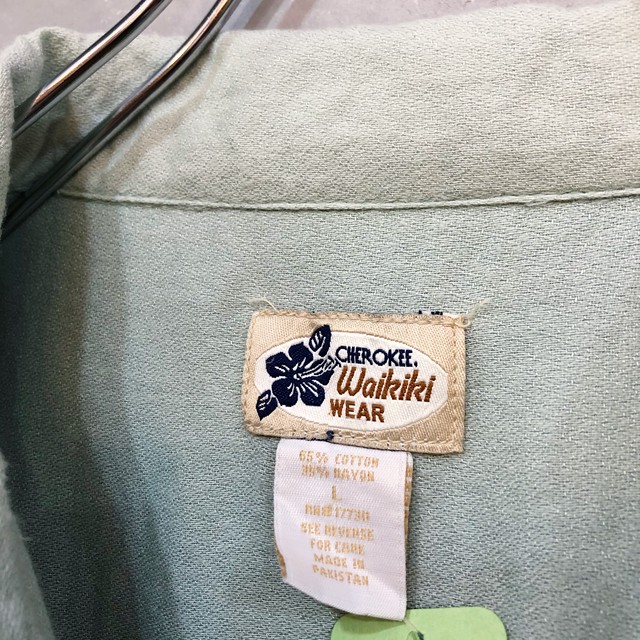 CHEROKEE.
Waikiki
WEAR
65% COTTON
35% RAYON
L
SEE REVERSE
FOR CARE
MADE IN
PAKISTAN